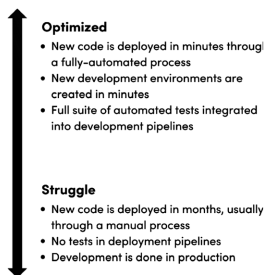 Optimized
• New code is deployed in minutes through
a fully-automated process
• New development environments are
created in minutes
• Full suite of automated tests integrated
into development pipelines
Struggle
• New code is deployed in months, usually
through a manual process
• No tests in deployment pipelines
• Development is done in production